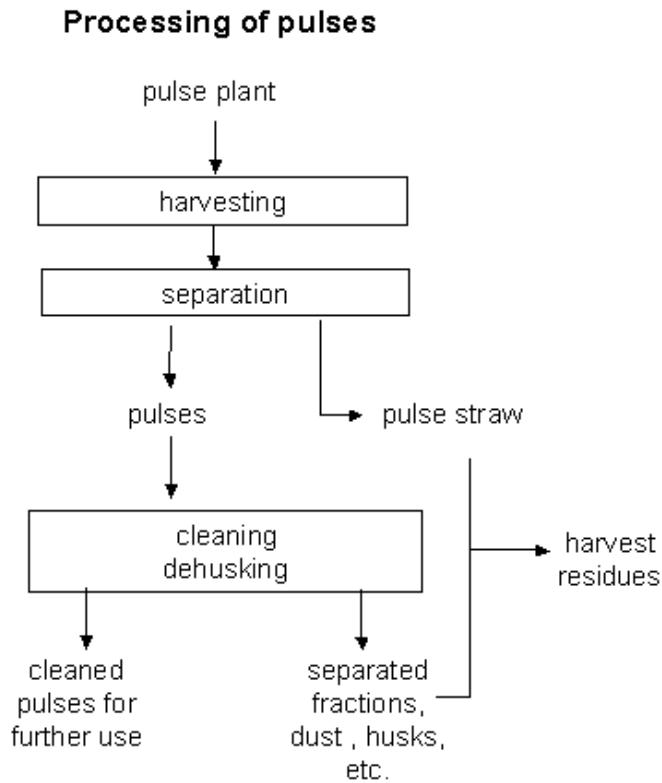 Processing of pulses
pulse plant
harvesting
separation
pulses
pulse straw
cleaning
dehusking
harvest
residues
cleaned
pulses for
further use
separated
fractions,
dust , husks,
etc.